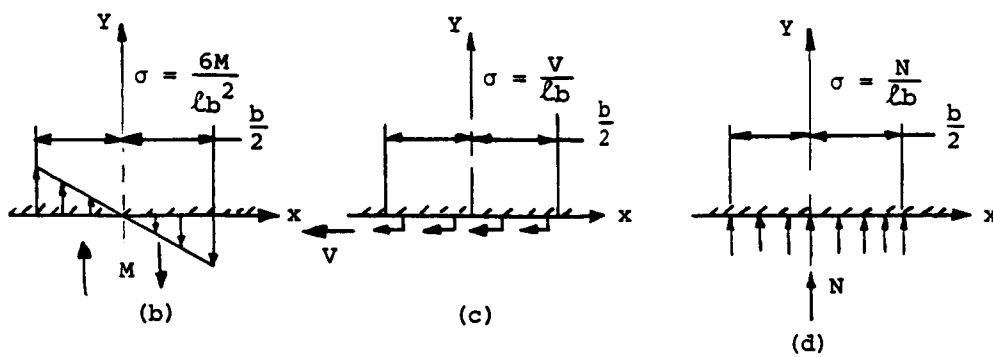 Y
σ = 6M / ℓb²
b/2
x
M
(b)
Y
σ = V / ℓb
b/2
x
V
(c)
Y
σ = N / ℓb
b/2
x
N
(d)